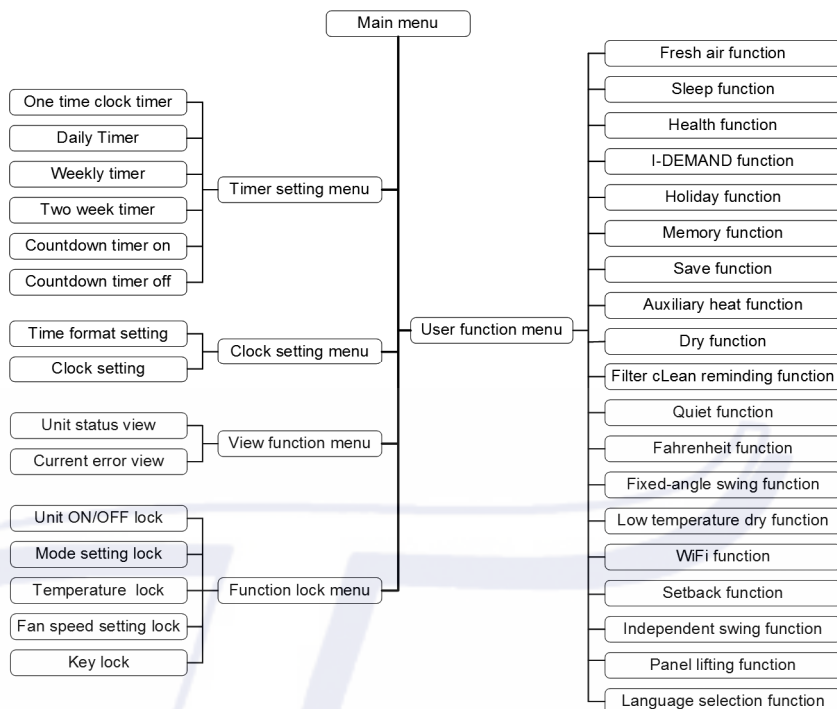 Main menu
One time clock timer
Daily Timer
Weekly timer
Two week timer
Countdown timer on
Countdown timer off
Timer setting menu
Time format setting
Clock setting
Clock setting menu
Unit status view
Current error view
View function menu
Unit ON/OFF lock
Mode setting lock
Temperature lock
Fan speed setting lock
Key lock
Function lock menu
User function menu
Fresh air function
Sleep function
Health function
I-DEMAND function
Holiday function
Memory function
Save function
Auxiliary heat function
Dry function
Filter cLean reminding function
Quiet function
Fahrenheit function
Fixed-angle swing function
Low temperature dry function
WiFi function
Setback function
Independent swing function
Panel lifting function
Language selection function